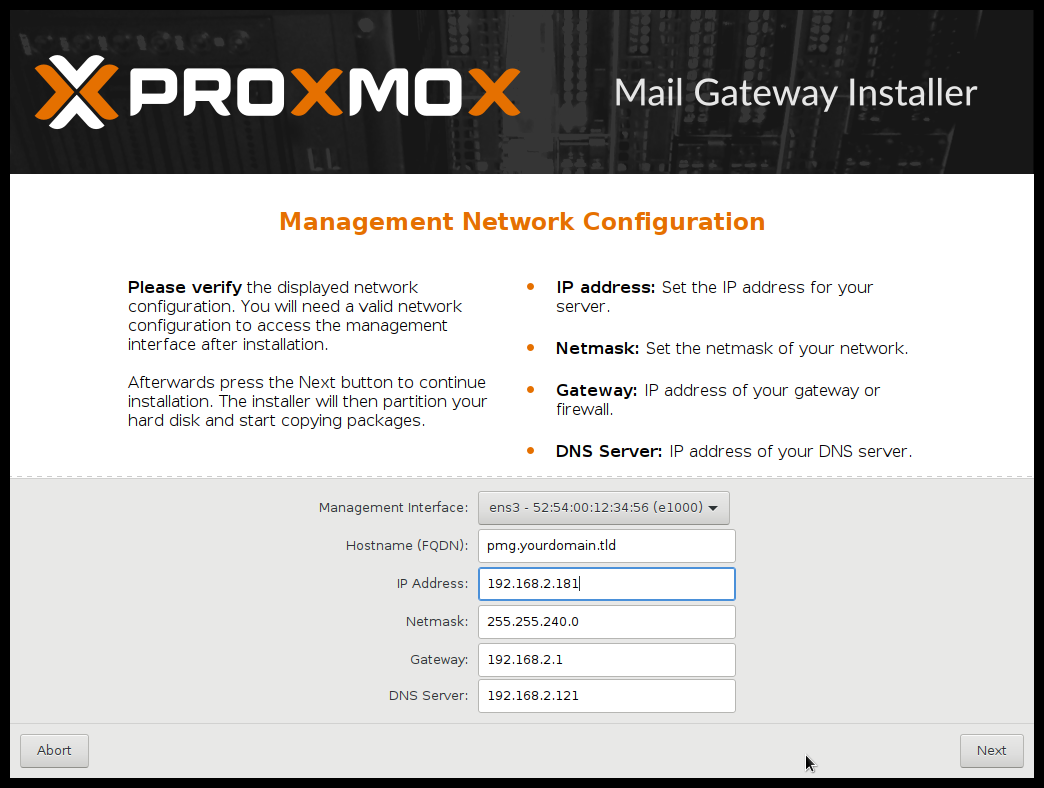 PROXMOX
Mail Gateway Installer
Management Network Configuration
Please verify the displayed network
configuration. You will need a valid network
configuration to access the management
interface after installation.
Afterwards press the Next button to continue
installation. The installer will then partition your
hard disk and start copying packages.
IP address: Set the IP address for your
server.
Netmask: Set the netmask of your network.
Gateway: IP address of your gateway or
firewall.
DNS Server: IP address of your DNS server.
Management Interface: ens3 - 52:54:00:12:34:56 (e1000)
Hostname (FQDN): pmg.yourdomain.tld
IP Address: 192.168.2.181
Netmask: 255.255.240.0
Gateway: 192.168.2.1
DNS Server: 192.168.2.121
Abort
Next